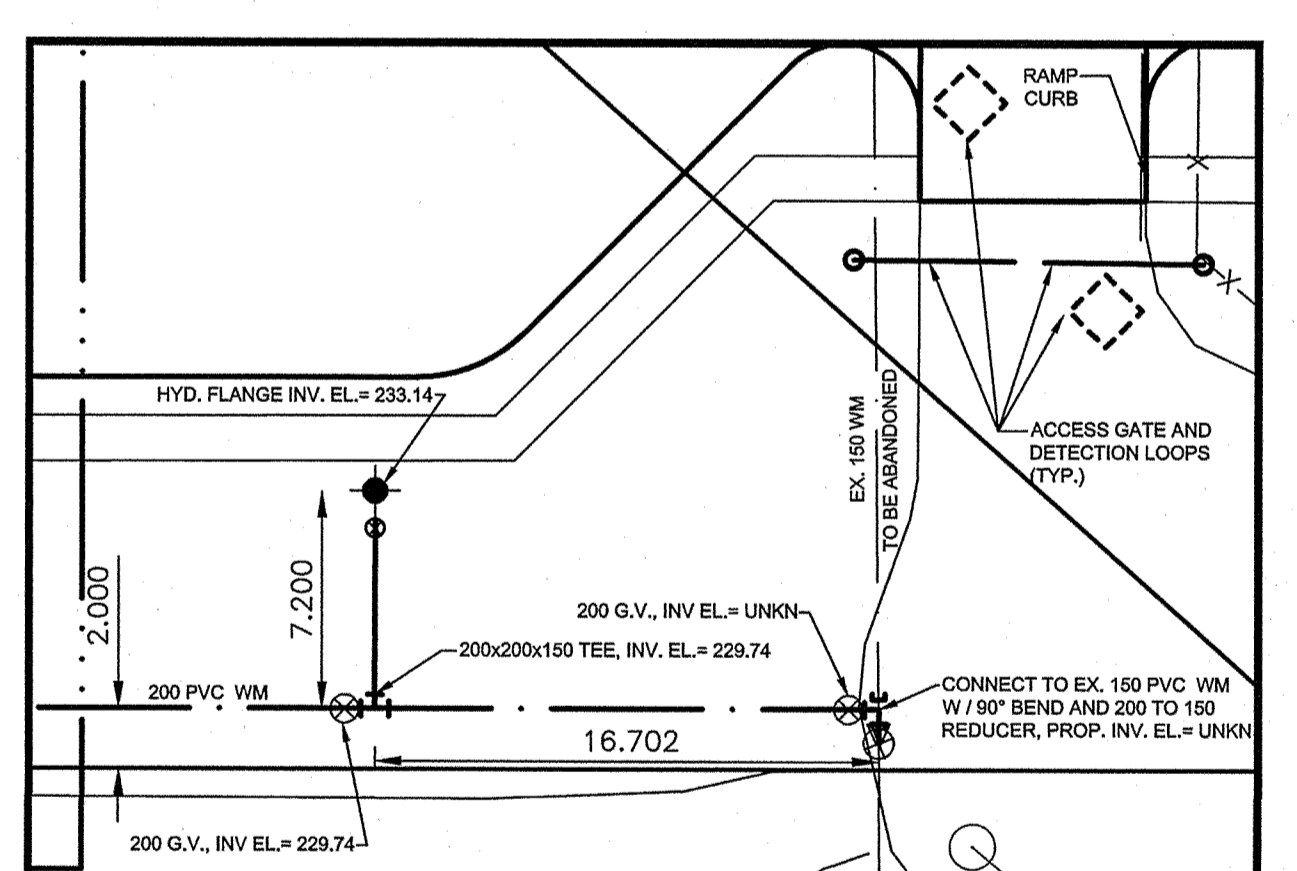 RAMP
CURB
HYD. FLANGE INV. EL.= 233.14
ACCESS GATE AND
DETECTION LOOPS
(TYP.)
EX. 150 WM
TO BE ABANDONED
2.000
7.200
200 G.V., INV EL.= UNKN
200x200x150 TEE, INV. EL.= 229.74
200 PVC WM
CONNECT TO EX. 150 PVC WM
W / 90° BEND AND 200 TO 150
REDUCER, PROP. INV. EL.= UNKN
16.702
200 G.V., INV EL.= 229.74